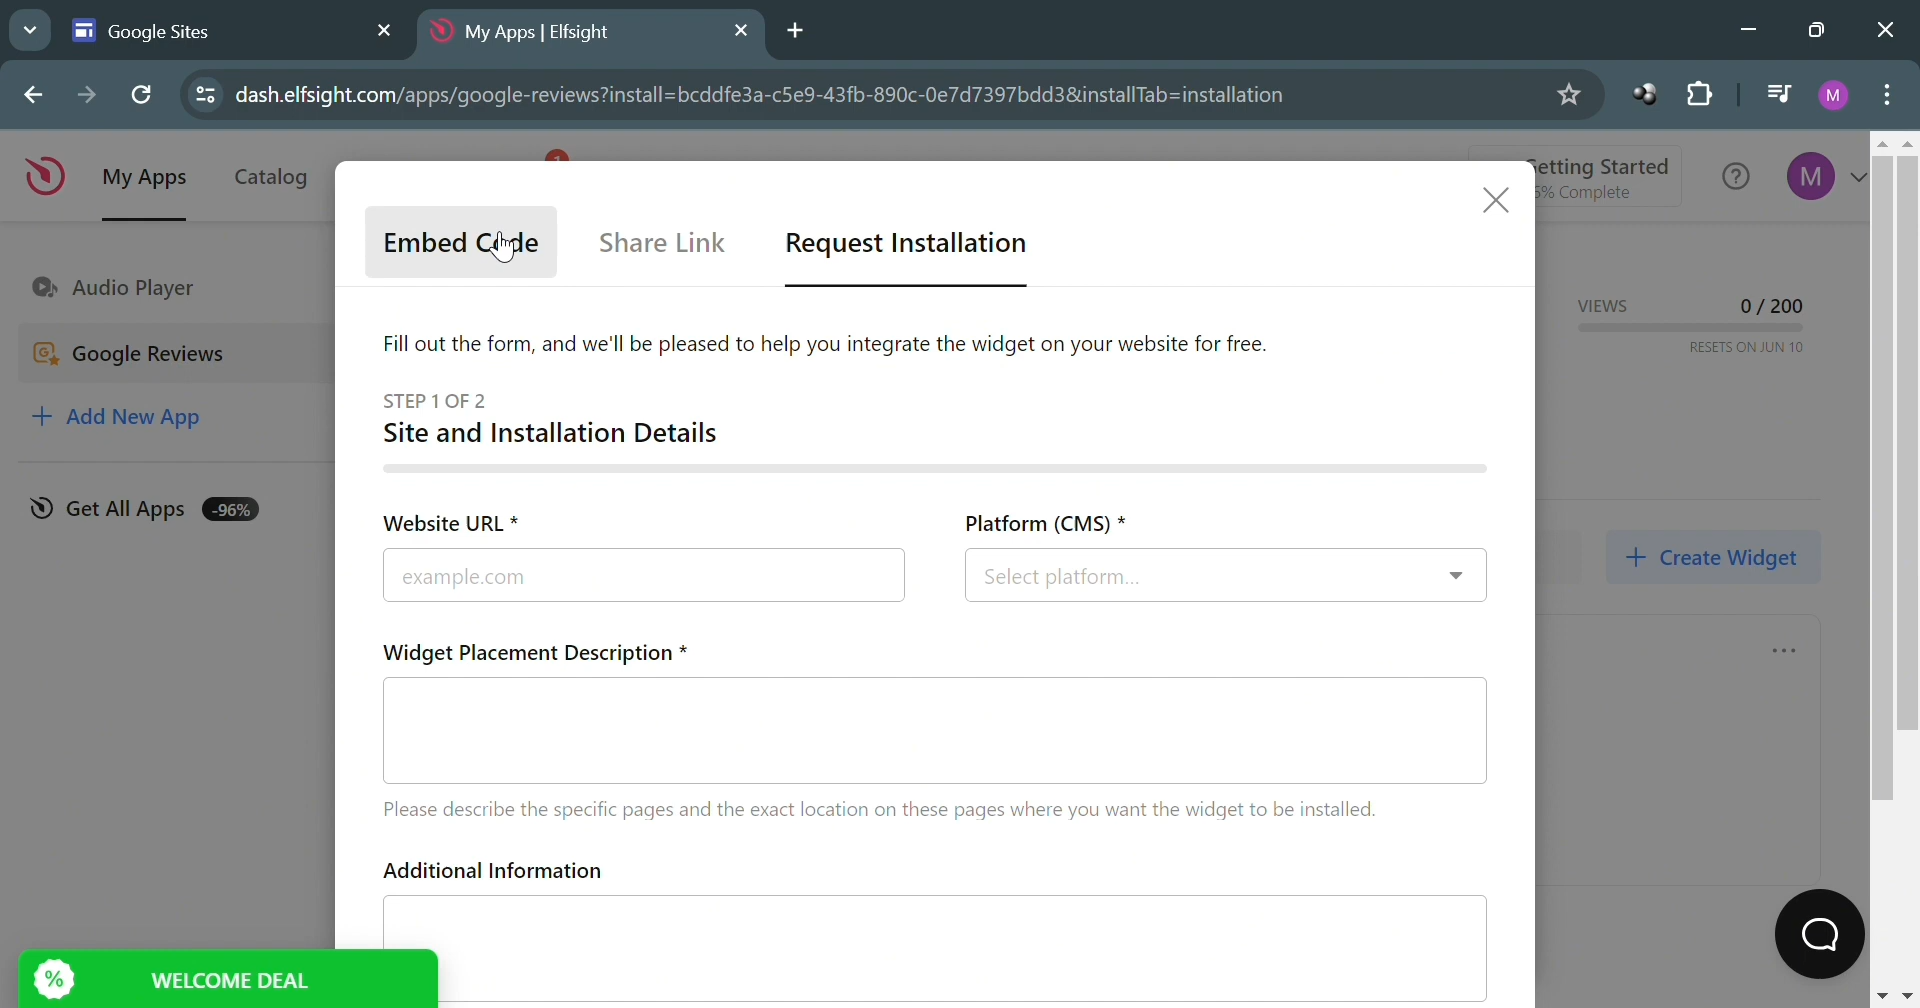 Google Sites
My Apps | Elfsight
dash.elfsight.com/apps/google-reviews?install=bcddfe3a-c5e9-43fb-890c-0e7d7397bdd3&installTab=installation
M
My Apps
Catalog
1
Getting Started
% Complete
M
Embed Code
Share Link
Request Installation
Audio Player
Google Reviews
Add New App
Get All Apps
-96%
VIEWS
0 / 200
RESETS ON JUN 10
Fill out the form, and we'll be pleased to help you integrate the widget on your website for free.
STEP 1 OF 2
Site and Installation Details
Website URL *
Platform (CMS) *
example.com
Select platform...
Create Widget
Widget Placement Description *
Please describe the specific pages and the exact location on these pages where you want the widget to be installed.
Additional Information
% WELCOME DEAL